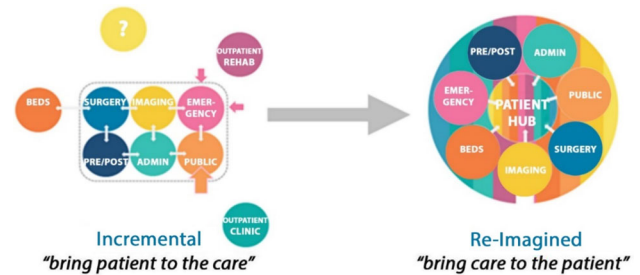 ?
OUTPATIENT
REHAB
BEDS
SURGERY
IMAGING
EMER-
GENCY
PRE/POST
ADMIN
PUBLIC
OUTPATIENT
CLINIC
Incremental
"bring patient to the care"
PRE/POST
ADMIN
EMER-
GENCY
PATIENT
HUB
PUBLIC
BEDS
SURGERY
IMAGING
Re-Imagined
"bring care to the patient"